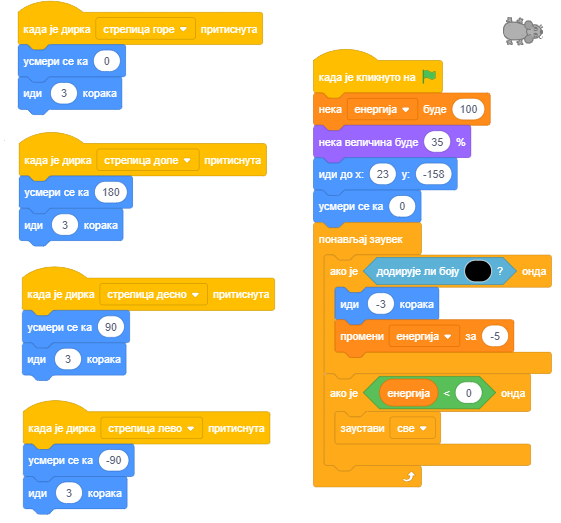 када је дирка стрелица горе притиснута
усмери се ка 0
иди 3 корака
када је дирка стрелица доле притиснута
усмери се ка 180
иди 3 корака
када је дирка стрелица десно притиснута
усмери се ка 90
иди 3 корака
када је дирка стрелица лево притиснута
усмери се ка -90
иди 3 корака
када је кликнуто на
нека енергија буде 100
нека величина буде 35 %
иди до x: 23 y: -158
усмери се ка 0
понављај заувек
ако је додирује ли боју ? онда
иди -3 корака
промени енергија за -5
ако је енергија < 0 онда
заустави све